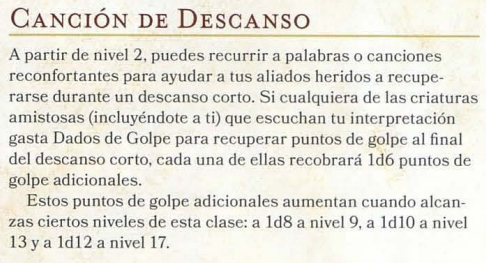 Canción de Descanso
A partir de nivel 2, puedes recurrir a palabras o canciones
reconfortantes para ayudar a tus aliados heridos a recupe-
rarse durante un descanso corto. Si cualquiera de las criaturas
amistosas (incluyéndote a ti) que escuchan tu interpretación
gasta Dados de Golpe para recuperar puntos de golpe al final
del descanso corto, cada una de ellas recobrará 1d6 puntos de
golpe adicionales.
Estos puntos de golpe adicionales aumentan cuando alcan-
zas ciertos niveles de esta clase: a 1d8 a nivel 9, a 1d10 a nivel
13 y a 1d12 a nivel 17.